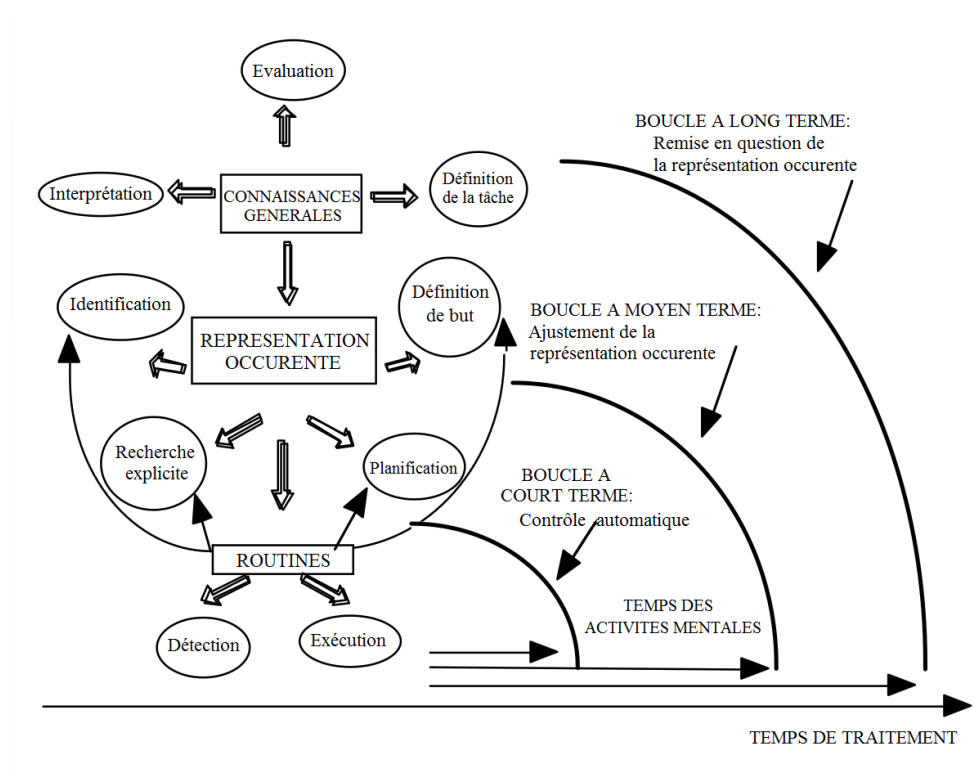 Evaluation
BOUCLE A LONG TERME:
Remise en question de
la représentation occurente
Interprétation
CONNAISSANCES
GENERALES
Définition
de la tâche
Identification
Définition
de but
BOUCLE A MOYEN TERME:
Ajustement de la
représentation occurente
REPRESENTATION
OCCURENTE
Recherche
explicite
Planification
BOUCLE A
COURT TERME:
Contrôle automatique
ROUTINES
TEMPS DES
ACTIVITES MENTALES
Détection
Exécution
TEMPS DE TRAITEMENT